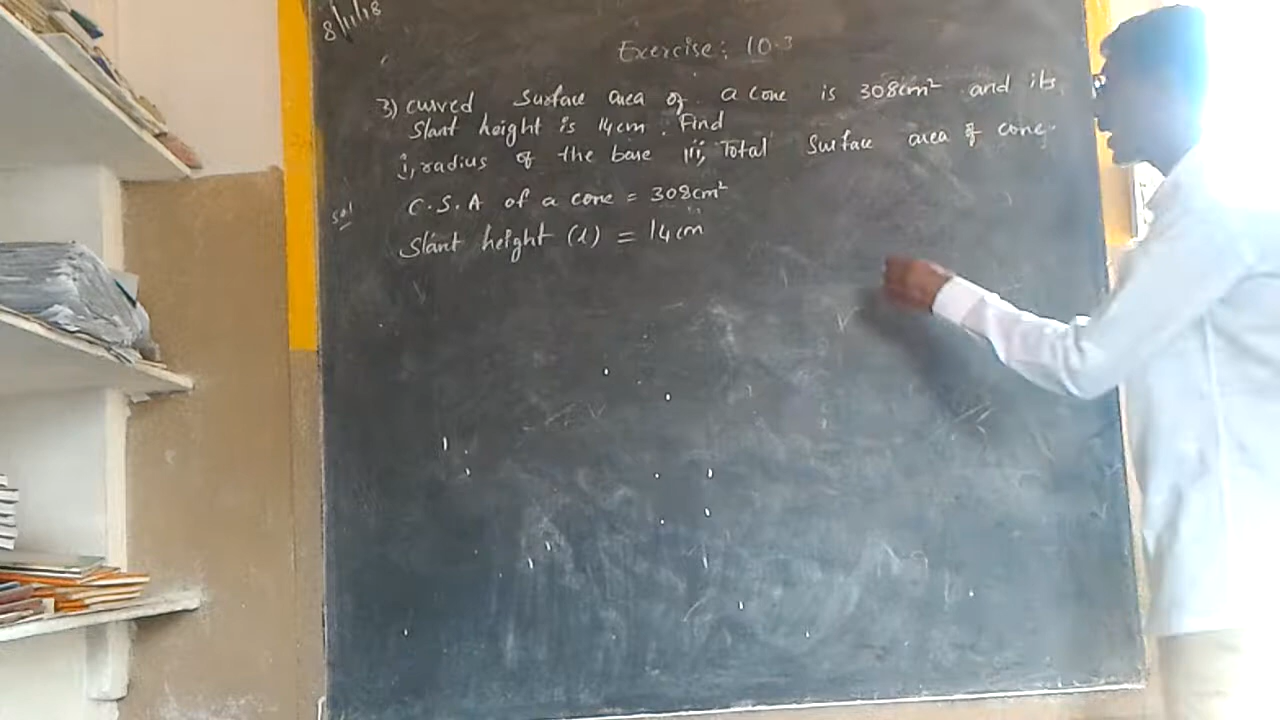 8/11/18
Exercise: 10.3
3) Curved Surface area of a cone is 308cm² and its
Slant height is 14cm. Find
i, radius of the base ii, Total Surface area of cone.
Sol
C.S.A of a cone = 308cm²
Slant height (l) = 14cm